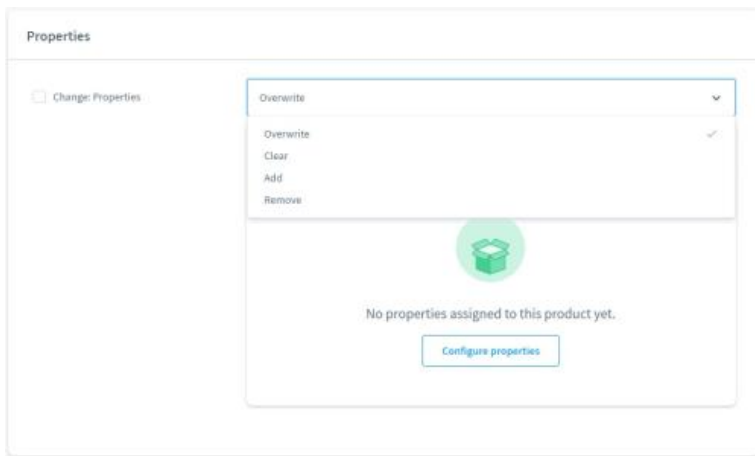 Properties
Change: Properties
Overwrite
Overwrite
Clear
Add
Remove
No properties assigned to this product yet.
Configure properties